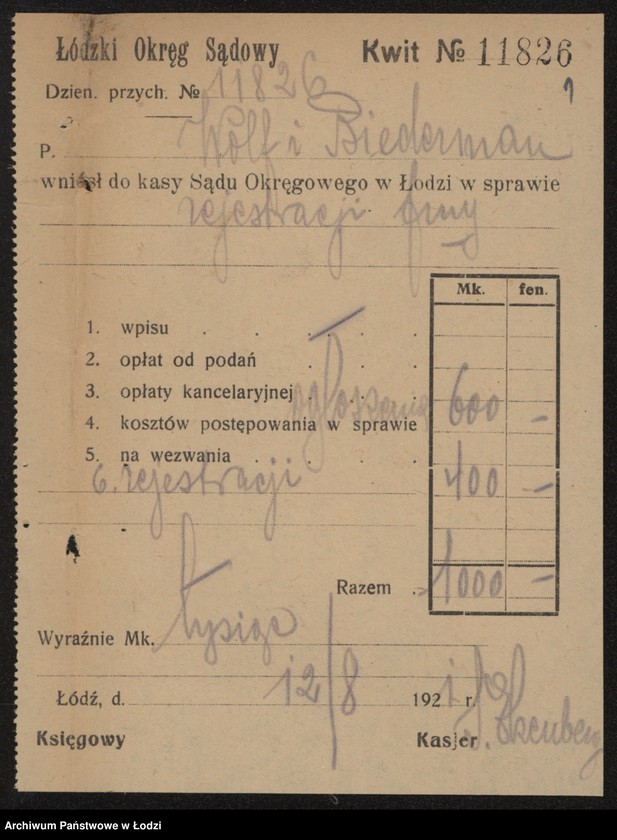 Łódzki Okręg Sądowy Kwit № 11826
Dzien. przych. № 11826
P. Wolf i Biederman
wniósł do kasy Sądu Okręgowego w Łodzi w sprawie
rejestracji firmy
Mk. fen.
1. wpisu
2. opłat od podań
3. opłaty kancelaryjnej
ogłoszenia 600 —
4. kosztów postępowania w sprawie
5. na wezwania
6. rejestracji 400 —
Razem 1000 —
Wyraźnie Mk. tysiąc
Łódź, d. 12/8 1921 r.
Księgowy Kasjer
Archiwum Państwowe w Łodzi